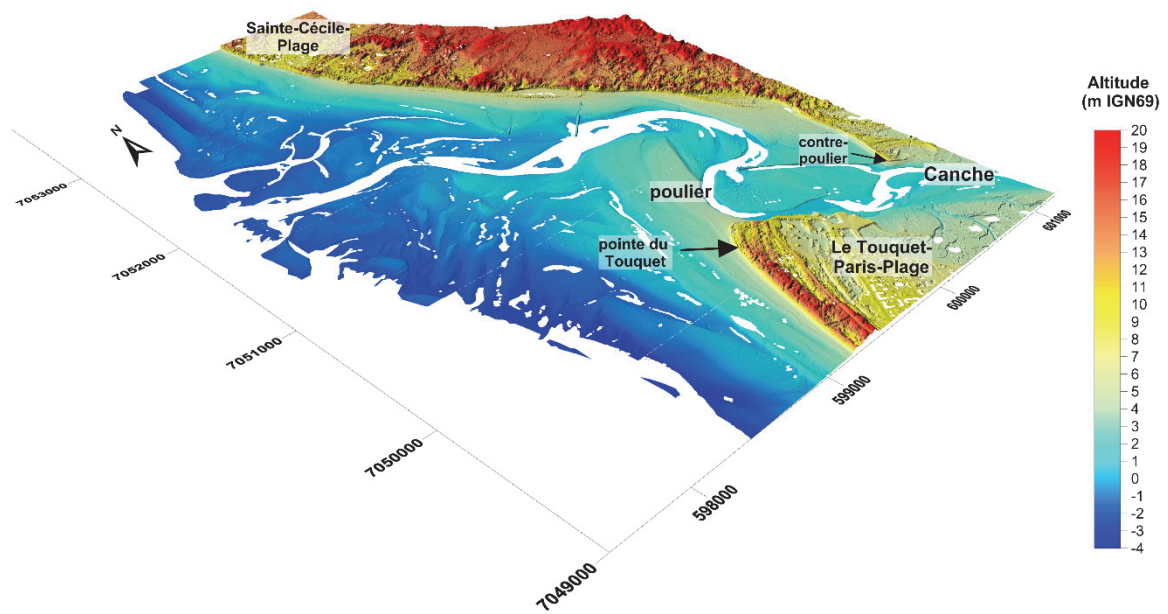 Sainte-Cécile-
Plage
N
contre-
poulier
Canche
poulier
pointe du
Touquet
Le Touquet-
Paris-Plage
7053000
7052000
7051000
7050000
7049000
598000
599000
600000
601000
Altitude
(m IGN69)
20
19
18
17
16
15
14
13
12
11
10
9
8
7
6
5
4
3
2
1
0
-1
-2
-3
-4